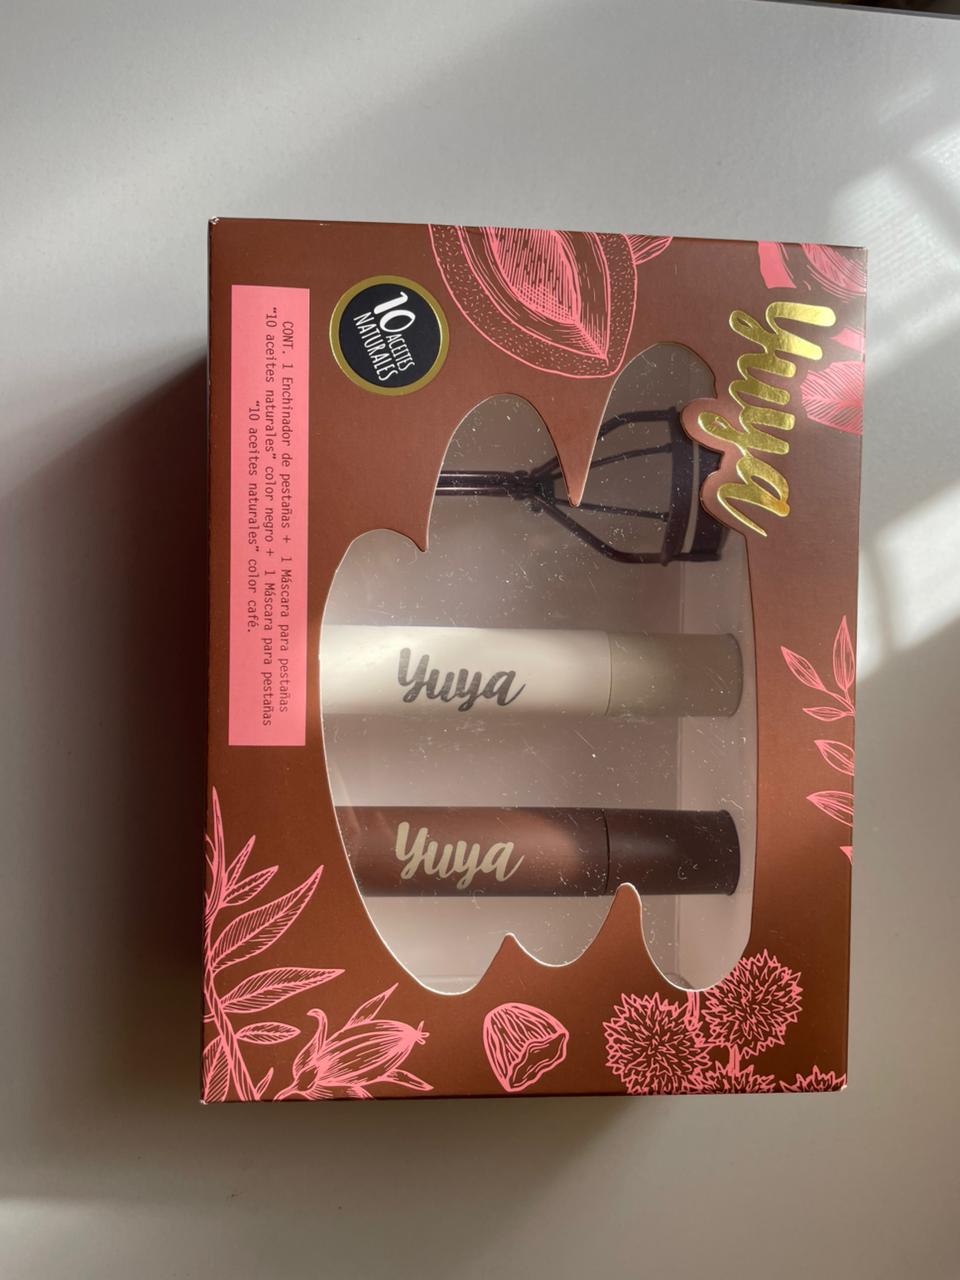 Yuya
10 ACEITES
NATURALES
Yuya
Yuya
CONT. 1 Enchinador de pestañas + 1 Máscara para pestañas
"10 aceites naturales" color negro + 1 Máscara para pestañas
"10 aceites naturales" color café.